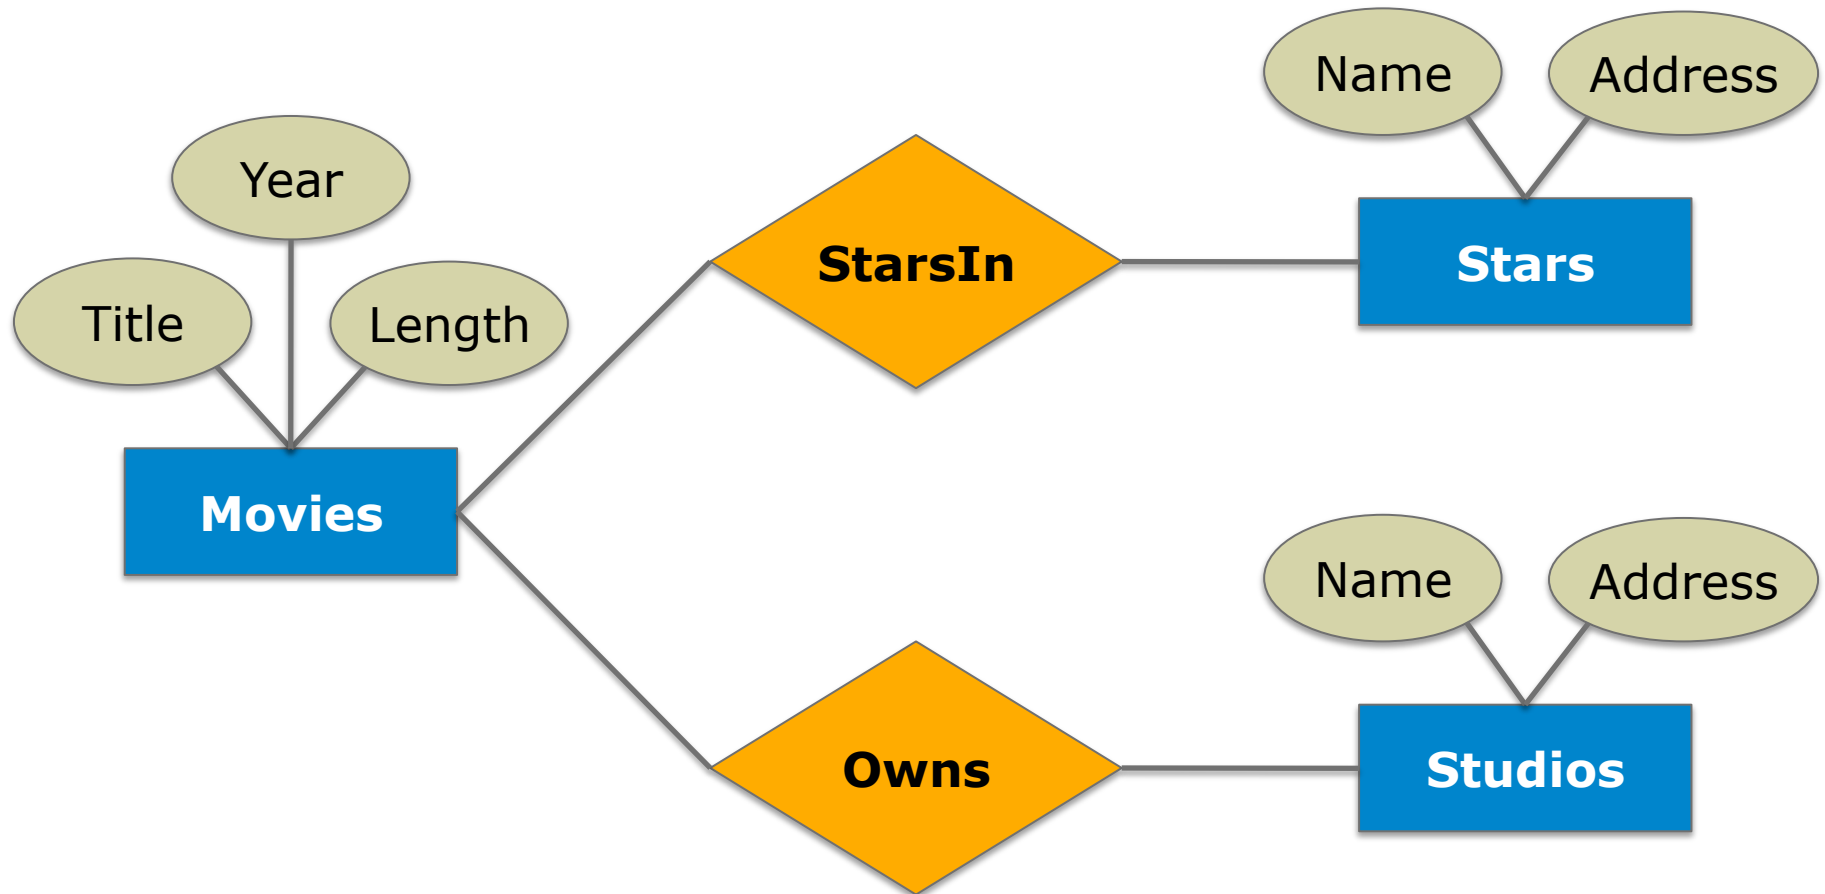 Year
Title
Length
Movies
StarsIn
Name
Address
Stars
Owns
Name
Address
Studios